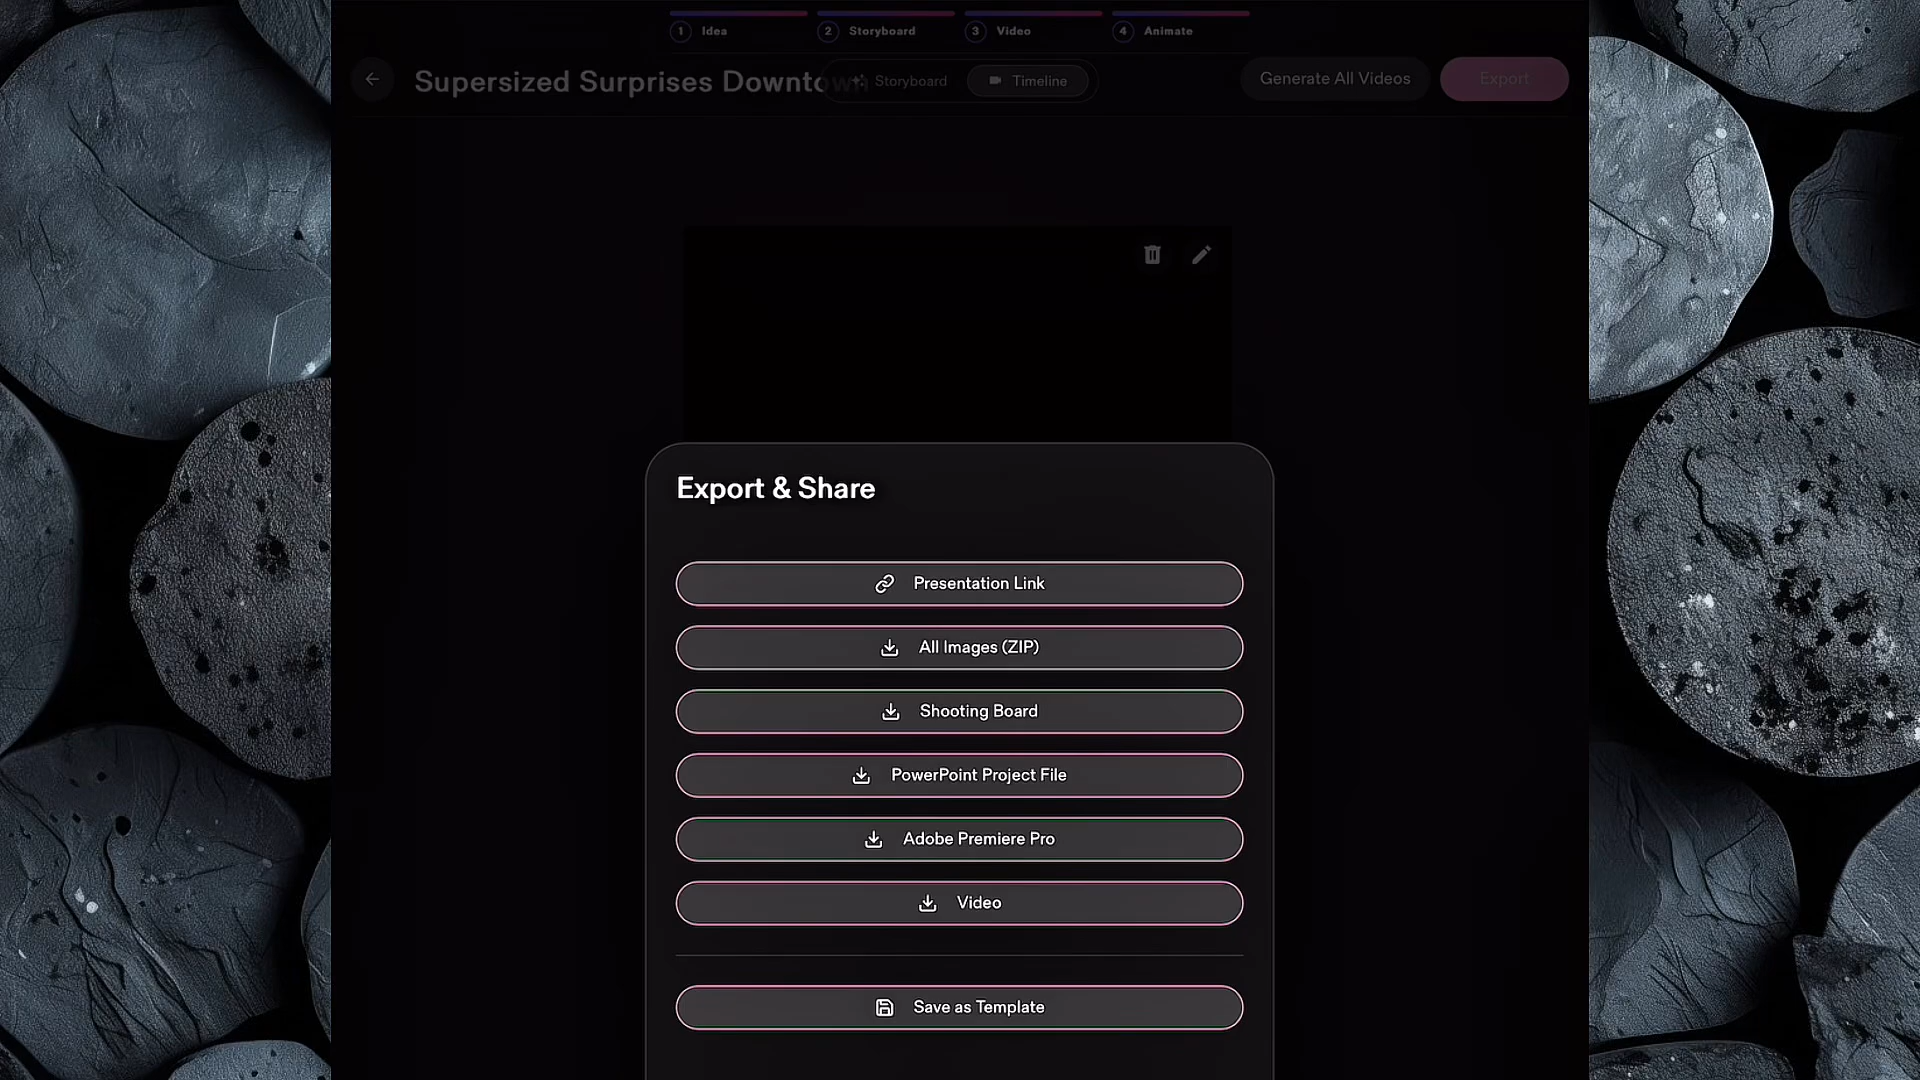 1 Idea
2 Storyboard
3 Video
4 Animate
Supersized Surprises Downtown
Storyboard
Timeline
Generate All Videos
Export
Export & Share
Presentation Link
All Images (ZIP)
Shooting Board
PowerPoint Project File
Adobe Premiere Pro
Video
Save as Template